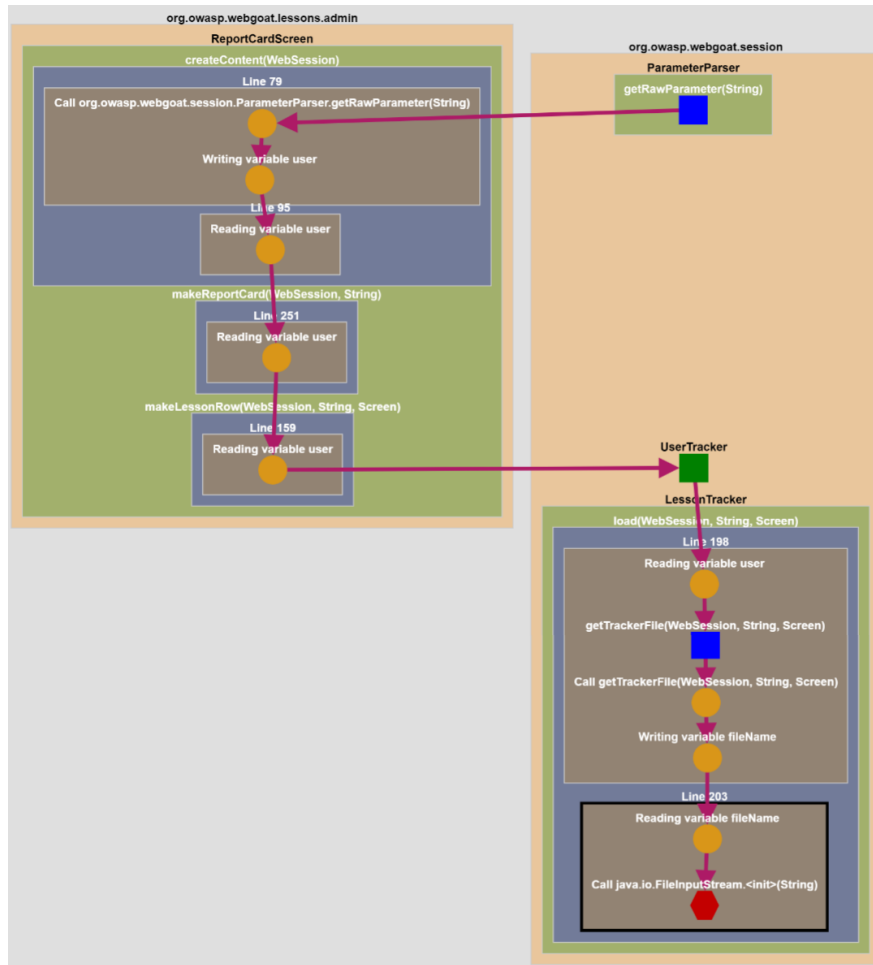 org.owasp.webgoat.lessons.admin
ReportCardScreen
createContent(WebSession)
Line 79
Call org.owasp.webgoat.session.ParameterParser.getRawParameter(String)
Writing variable user
Line 95
Reading variable user
makeReportCard(WebSession, String)
Line 251
Reading variable user
makeLessonRow(WebSession, String, Screen)
Line 159
Reading variable user
org.owasp.webgoat.session
ParameterParser
getRawParameter(String)
UserTracker
LessonTracker
load(WebSession, String, Screen)
Line 198
Reading variable user
getTrackerFile(WebSession, String, Screen)
Call getTrackerFile(WebSession, String, Screen)
Writing variable fileName
Line 203
Reading variable fileName
Call java.io.FileInputStream.<init>(String)